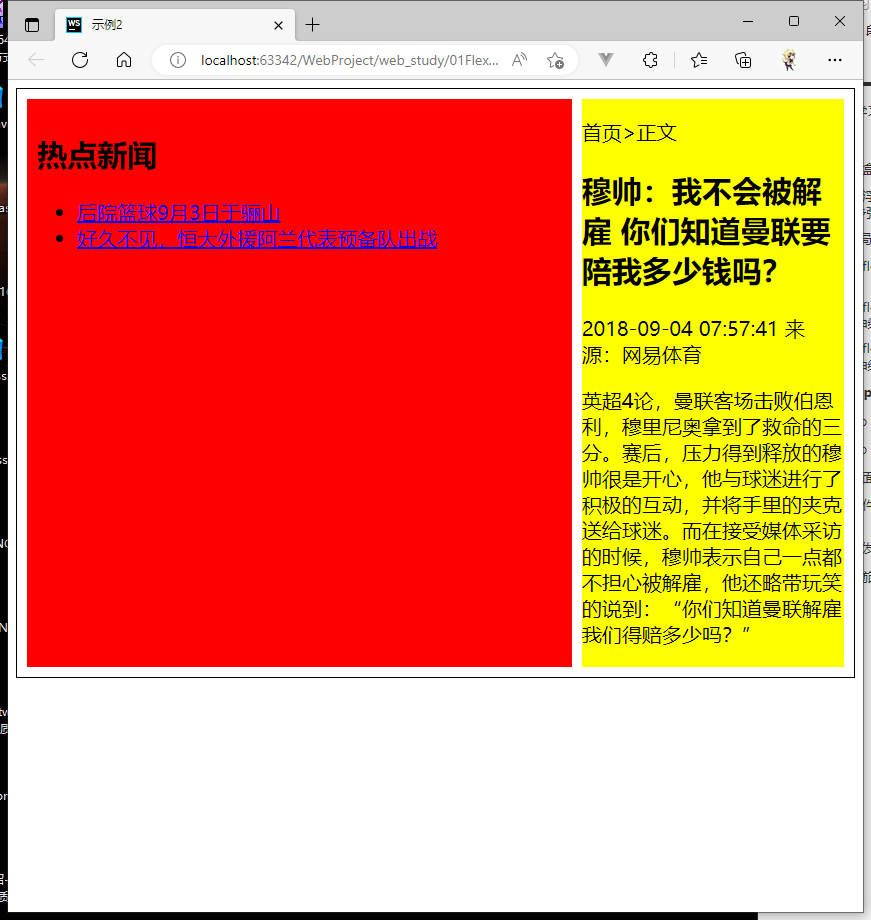 WS
示例2
localhost:63342/WebProject/web_study/01Flex...
热点新闻
后院篮球9月3日于骊山
好久不见，恒大外援阿兰代表预备队出战
首页>正文
穆帅：我不会被解
雇 你们知道曼联要
陪我多少钱吗？
2018-09-04 07:57:41 来
源：网易体育
英超4论，曼联客场击败伯恩
利，穆里尼奥拿到了救命的三
分。赛后，压力得到释放的穆
帅很是开心，他与球迷进行了
积极的互动，并将手里的夹克
送给球迷。而在接受媒体采访
的时候，穆帅表示自己一点都
不担心被解雇，他还略带玩笑
的说到：“你们知道曼联解雇
我们得赔多少吗？”